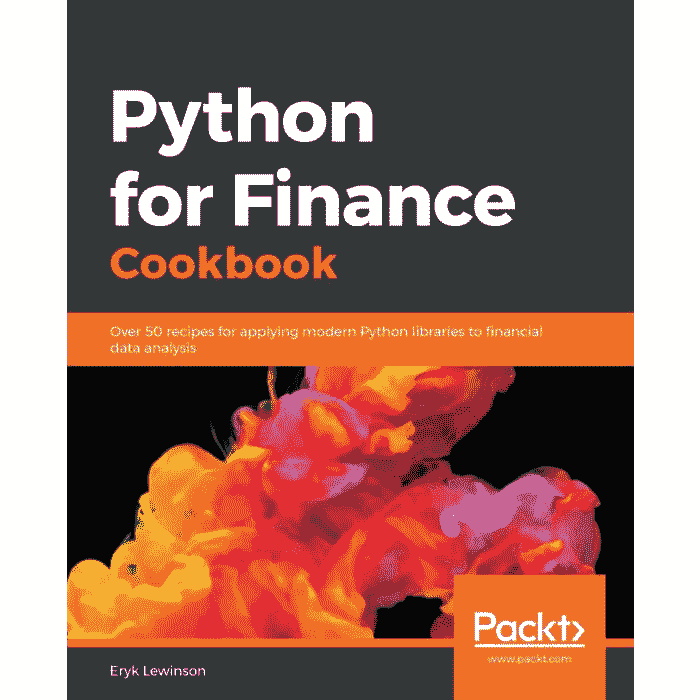 Python
for Finance
Cookbook
Over 50 recipes for applying modern Python libraries to financial
data analysis
Packt>
www.packt.com
Eryk Lewinson